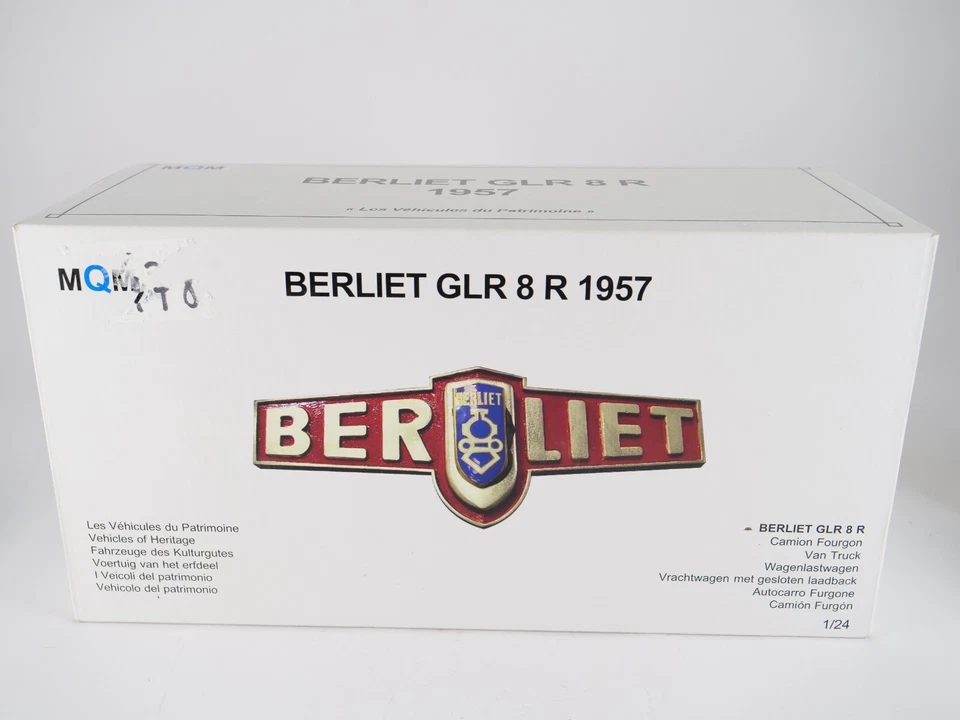 MQM
BERLIET GLR 8 R
1957
« Les Véhicules du Patrimoine »
MQM
BERLIET GLR 8 R 1957
BERLIET
BERLIET
Les Véhicules du Patrimoine
Vehicles of Heritage
Fahrzeuge des Kulturgutes
Voertuig van het erfdeel
I Veicoli del patrimonio
Vehicolo del patrimonio
BERLIET GLR 8 R
Camion Fourgon
Van Truck
Wagenlastwagen
Vrachtwagen met gesloten laadback
Autocarro Furgone
Camión Furgón
1/24